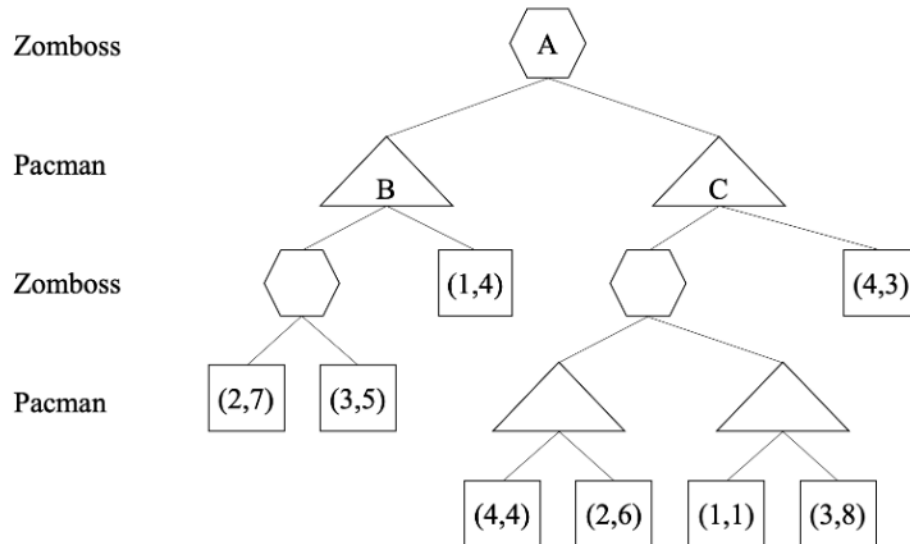 Zomboss A
Pacman B C
Zomboss (1,4) (4,3)
Pacman (2,7) (3,5)
(4,4) (2,6) (1,1) (3,8)